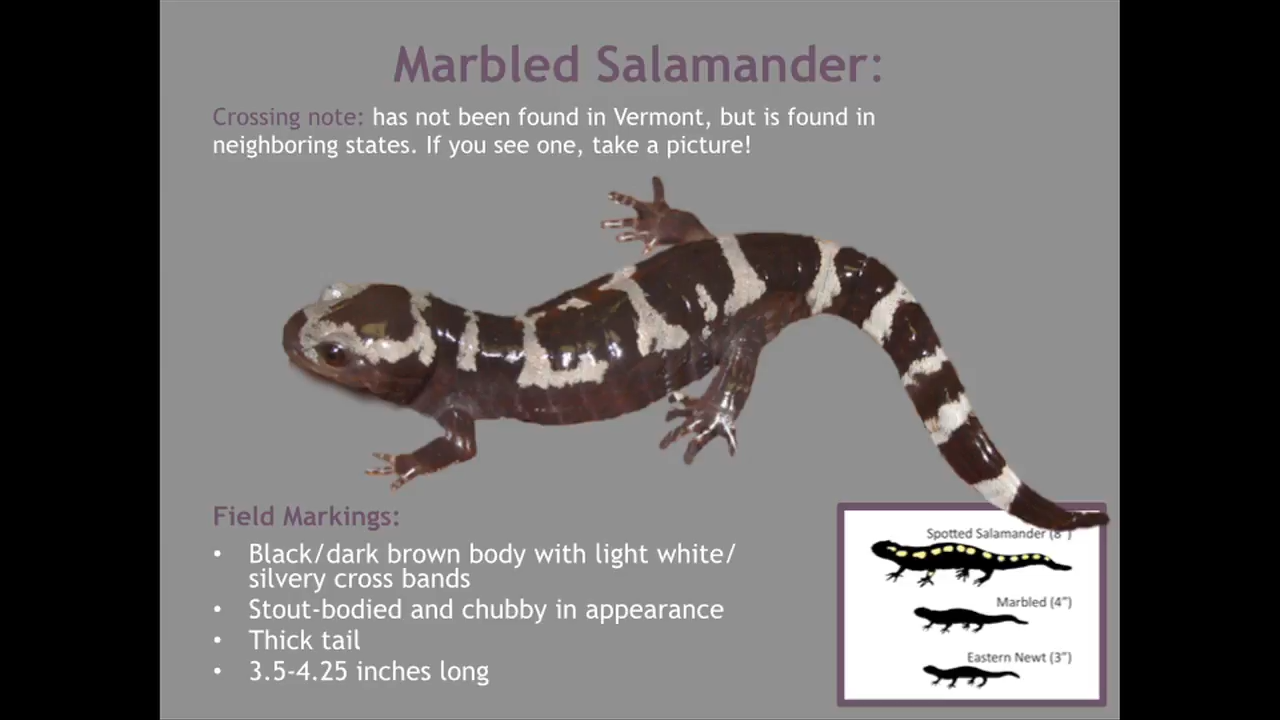 Marbled Salamander:
Crossing note: has not been found in Vermont, but is found in
neighboring states. If you see one, take a picture!
Field Markings:
• Black/dark brown body with light white/
silvery cross bands
• Stout-bodied and chubby in appearance
• Thick tail
• 3.5-4.25 inches long
Spotted Salamander (8")
Marbled (4")
Eastern Newt (3")